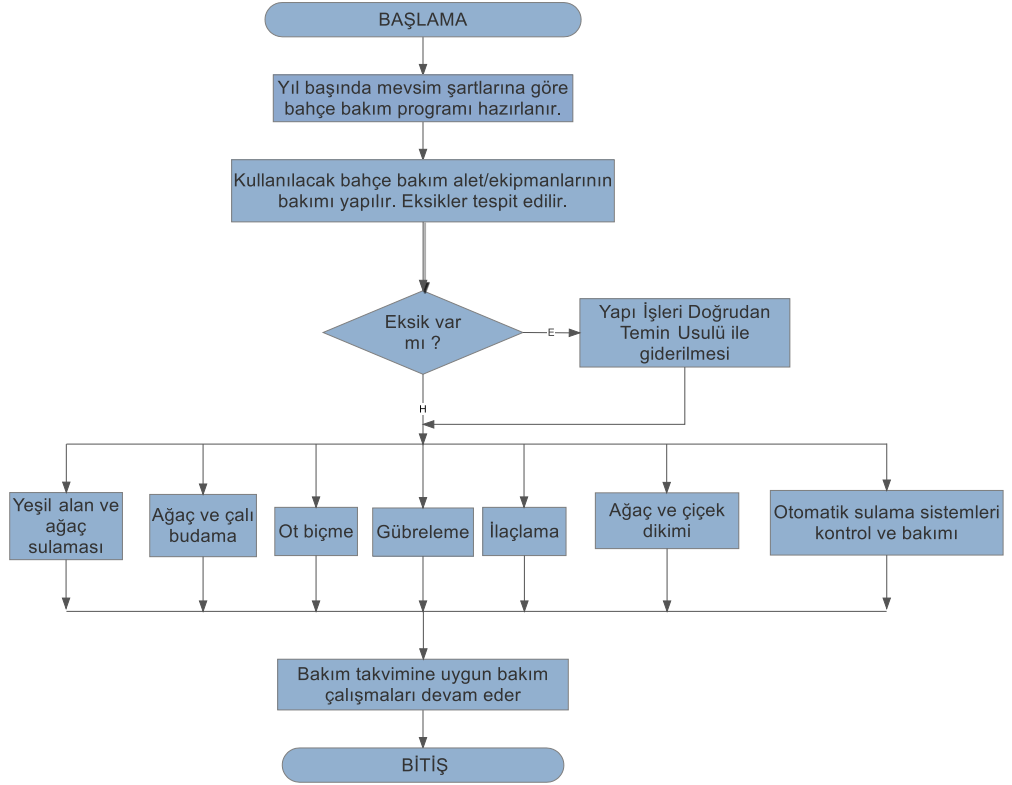 BAŞLAMA
Yıl başında mevsim şartlarına göre
bahçe bakım programı hazırlanır.
Kullanılacak bahçe bakım alet/ekipmanlarının
bakımı yapılır. Eksikler tespit edilir.
Eksik var
mı ?
E
Yapı İşleri Doğrudan
Temin Usulü ile
giderilmesi
H
Yeşil alan ve
ağaç
sulaması
Ağaç ve çalı
budama
Ot biçme
Gübreleme
İlaçlama
Ağaç ve çiçek
dikimi
Otomatik sulama sistemleri
kontrol ve bakımı
Bakım takvimine uygun bakım
çalışmaları devam eder
BİTİŞ